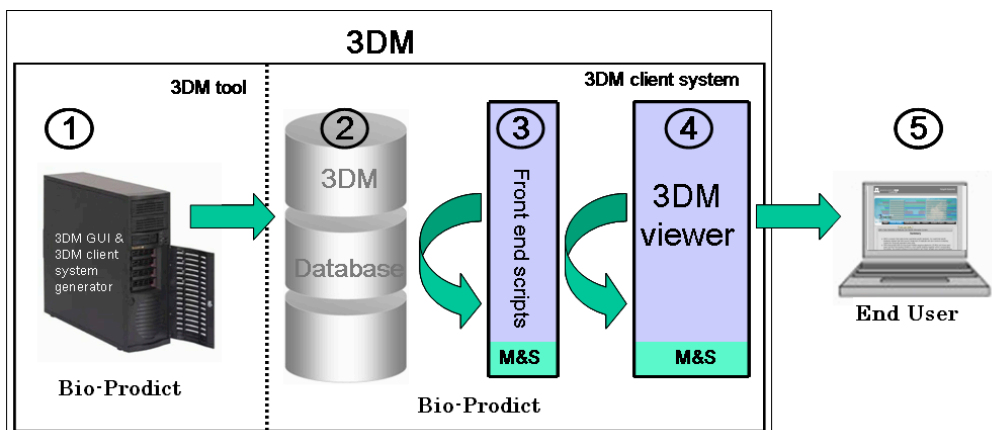 3DM
3DM tool
3DM client system
1
2
3
4
5
3DM GUI &
3DM client
system
generator
3DM
Database
Front end scripts
M&S
3DM
viewer
M&S
Bio-Prodict
Bio-Prodict
End User